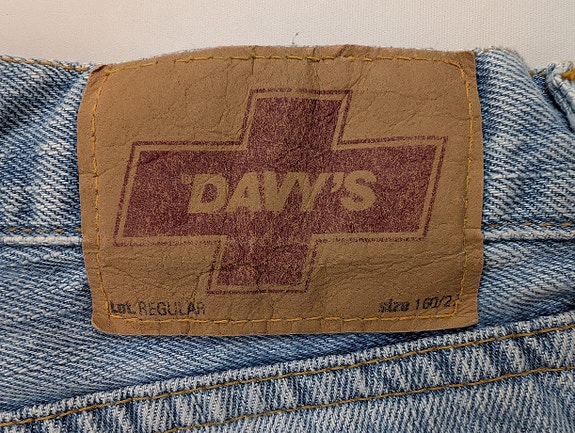 DAVY'S
Lot. REGULAR
size 160/2